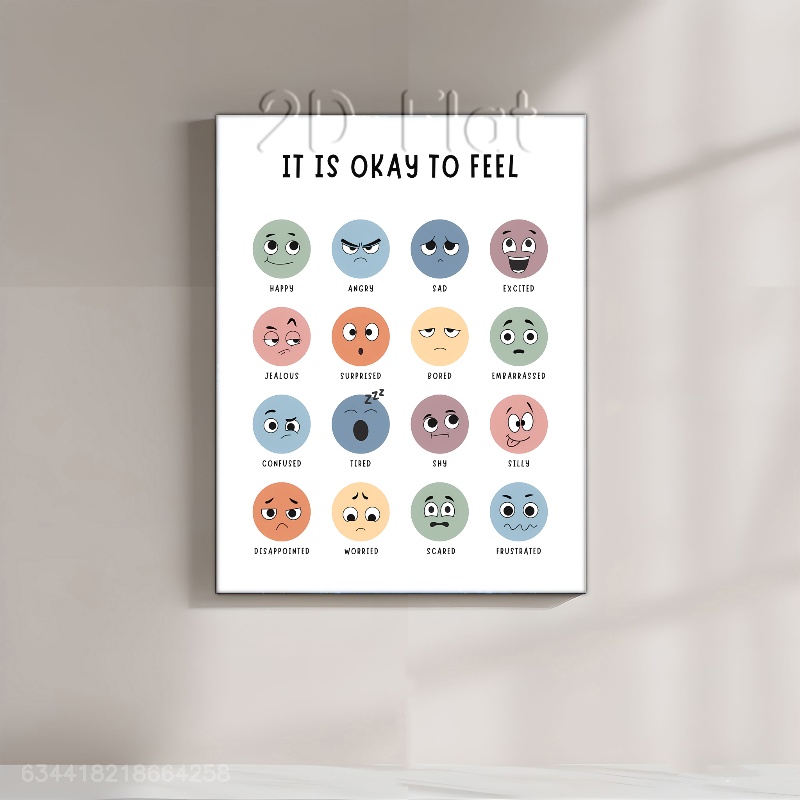 2D Flat
IT IS OKAY TO FEEL
HAPPY ANGRY SAD EXCITED
JEALOUS SURPRISED BORED EMBARRASSED
zzz
CONFUSED TIRED SHY SILLY
DISAPPOINTED WORRIED SCARED FRUSTRATED
634418218664258